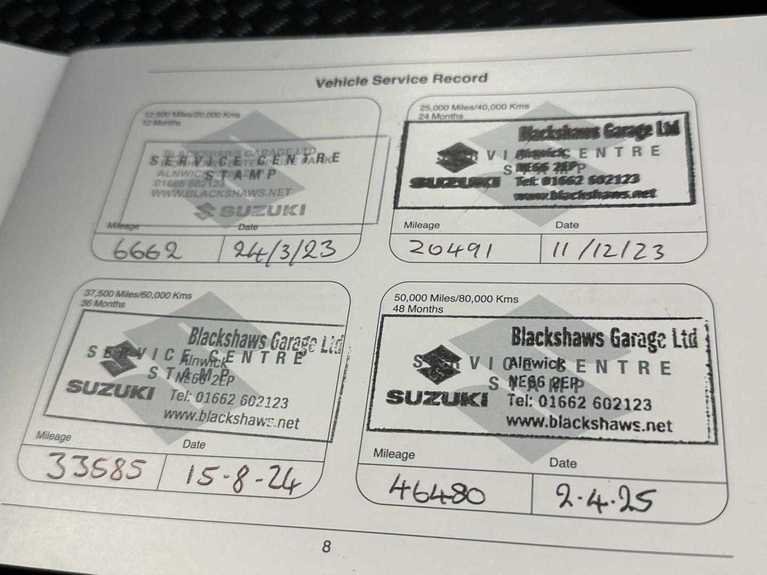 Vehicle Service Record
12,500 Miles/20,000 Kms
12 Months
SERVICE CENTRE
STAMP
ALNWICK
01665 602123
WWW.BLACKSHAWS.NET
SUZUKI
Mileage Date
6662 24/3/23
25,000 Miles/40,000 Kms
24 Months
Blackshaws Garage Ltd
SERVICE CENTRE
Alnwick
STAMP
NE66 2EP
SUZUKI
Tel: 01662 602123
www.blackshaws.net
Mileage Date
20491 11/12/23
37,500 Miles/60,000 Kms
36 Months
Blackshaws Garage Ltd
SERVICE CENTRE
Alnwick
STAMP
NE66 2EP
SUZUKI
Tel: 01662 602123
www.blackshaws.net
Mileage Date
33585 15-8-24
50,000 Miles/80,000 Kms
48 Months
Blackshaws Garage Ltd
SERVICE CENTRE
Alnwick
STAMP
NE66 2EP
SUZUKI
Tel: 01662 602123
www.blackshaws.net
Mileage Date
46480 2.4.25
8